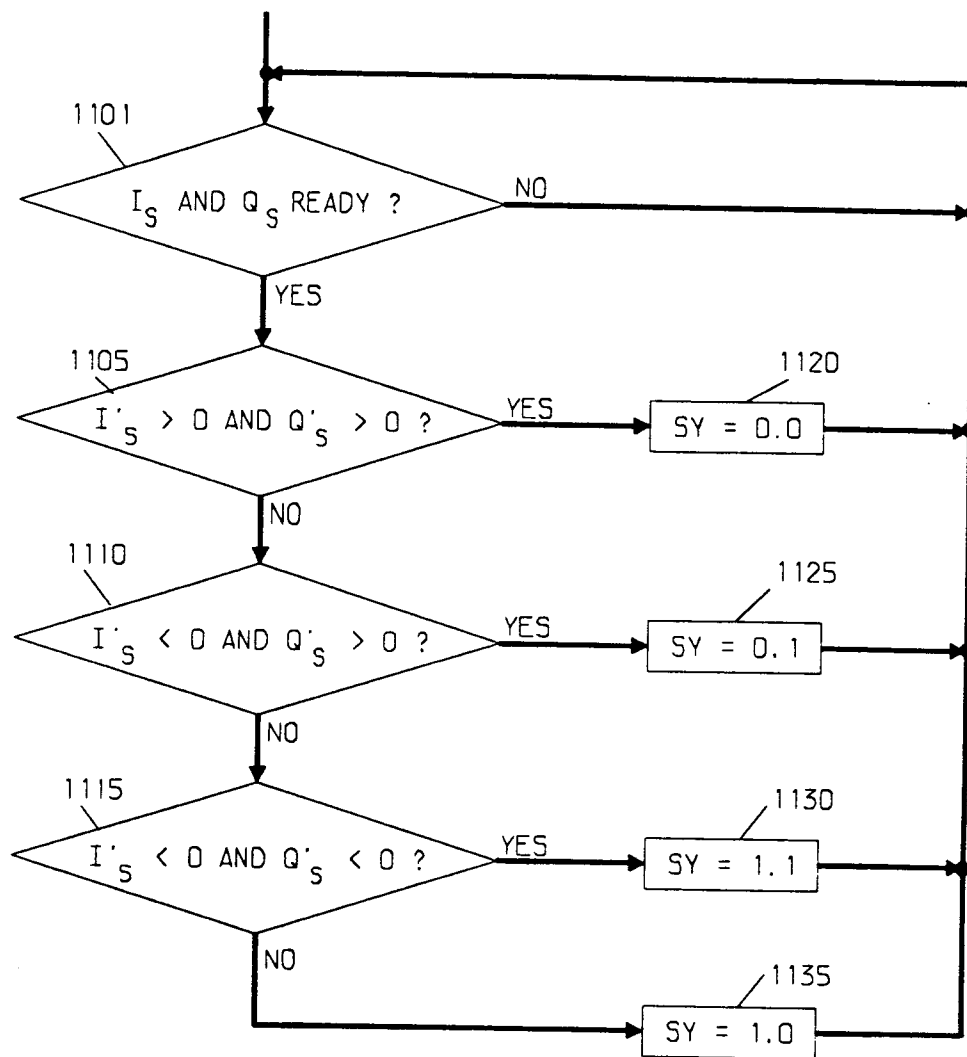 1101
I_S AND Q_S READY ?
NO
YES
1105
I'_S > 0 AND Q'_S > 0 ?
YES
1120
SY = 0.0
NO
1110
I'_S < 0 AND Q'_S > 0 ?
YES
1125
SY = 0.1
NO
1115
I'_S < 0 AND Q'_S < 0 ?
YES
1130
SY = 1.1
NO
1135
SY = 1.0